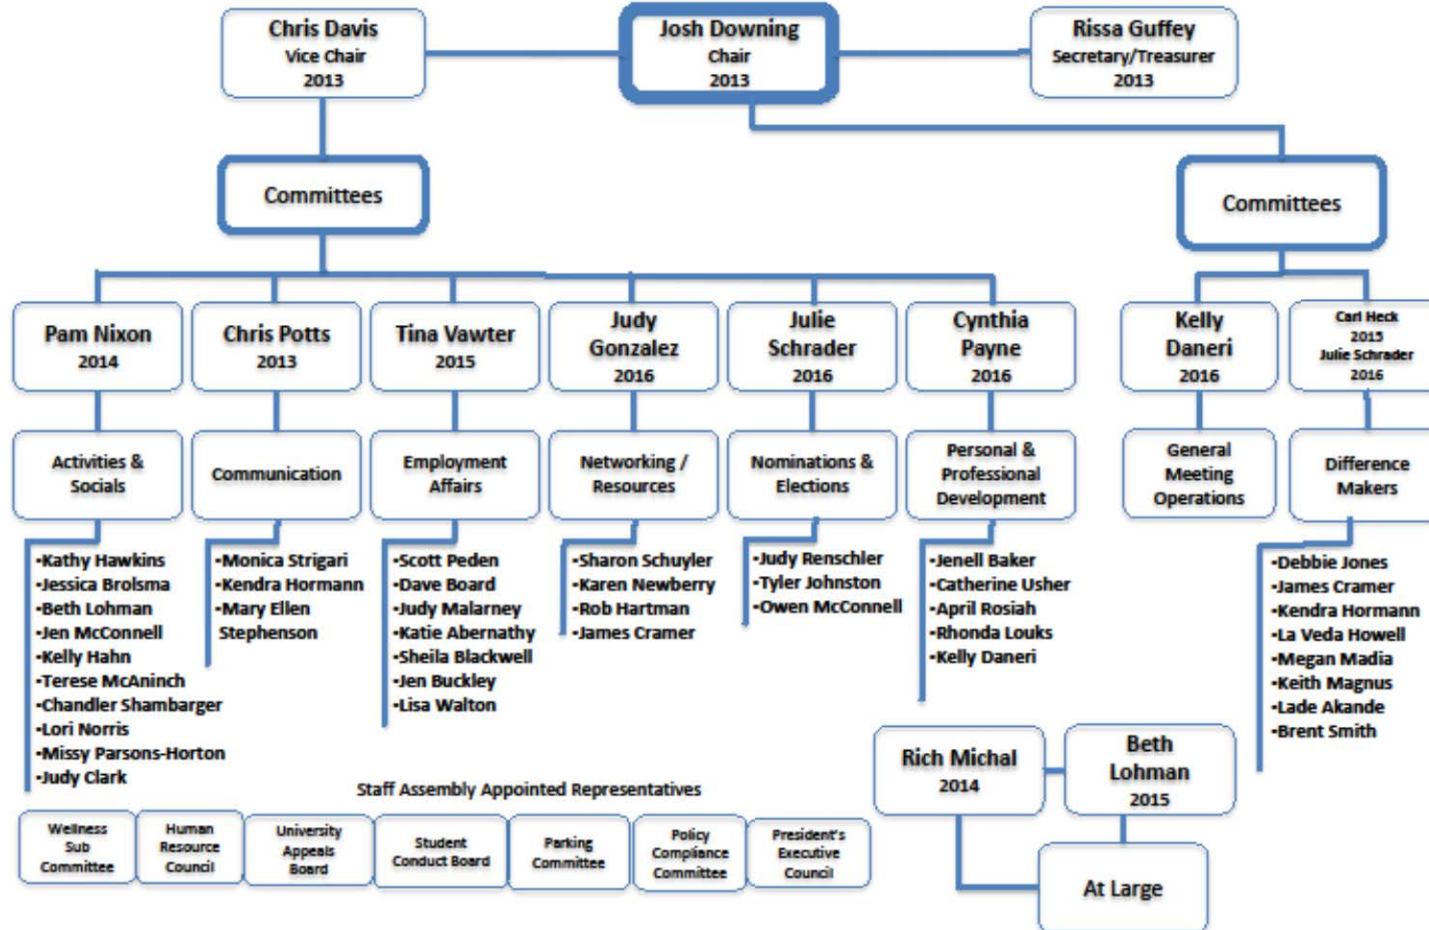 Chris Davis
Vice Chair
2013
Josh Downing
Chair
2013
Rissa Guffey
Secretary/Treasurer
2013
Committees
Committees
Pam Nixon
2014
Chris Potts
2013
Tina Vawter
2015
Judy
Gonzalez
2016
Julie
Schrader
2016
Cynthia
Payne
2016
Kelly
Daneri
2016
Carl Heck
2015
Julie Schrader
2016
Activities &
Socials
Communication
Employment
Affairs
Networking /
Resources
Nominations &
Elections
Personal &
Professional
Development
General
Meeting
Operations
Difference
Makers
•Kathy Hawkins
•Jessica Brolsma
•Beth Lohman
•Jen McConnell
•Kelly Hahn
•Terese McAninch
•Chandler Shambarger
•Lori Norris
•Missy Parsons-Horton
•Judy Clark
•Monica Strigari
•Kendra Hormann
•Mary Ellen
Stephenson
•Scott Peden
•Dave Board
•Judy Malarney
•Katie Abernathy
•Sheila Blackwell
•Jen Buckley
•Lisa Walton
•Sharon Schuyler
•Karen Newberry
•Rob Hartman
•James Cramer
•Judy Renschler
•Tyler Johnston
•Owen McConnell
•Jenell Baker
•Catherine Usher
•April Rosiah
•Rhonda Louks
•Kelly Daneri
•Debbie Jones
•James Cramer
•Kendra Hormann
•La Veda Howell
•Megan Madia
•Keith Magnus
•Lade Akande
•Brent Smith
Rich Michal
2014
Beth
Lohman
2015
At Large
Staff Assembly Appointed Representatives
Wellness
Sub
Committee
Human
Resource
Council
University
Appeals
Board
Student
Conduct Board
Parking
Committee
Policy
Compliance
Committee
President's
Executive
Council